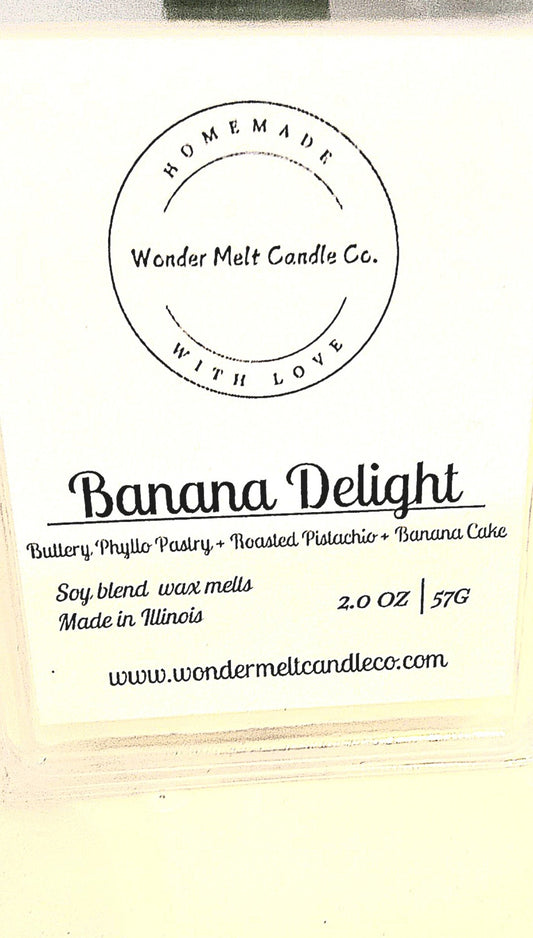 HOMEMADE
Wonder Melt Candle Co.
WITH LOVE
Banana Delight
Buttery Phyllo Pastry + Roasted Pistachio + Banana Cake
Soy blend wax melts
Made in Illinois
2.0 OZ | 57G
www.wondermeltcandleco.com